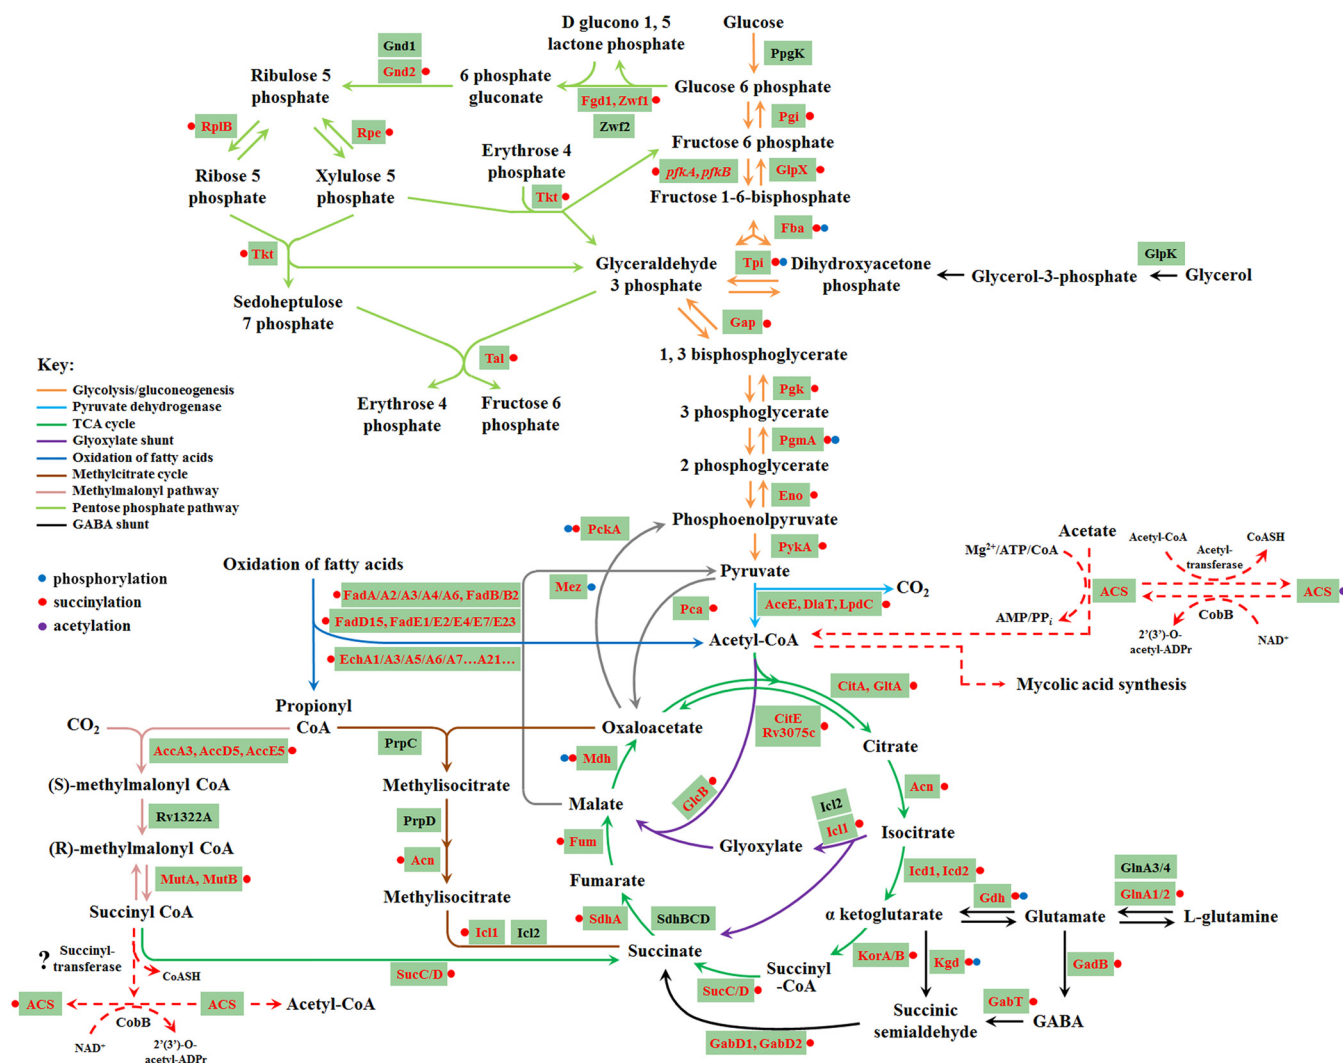 D glucono 1, 5
lactone phosphate
Glucose
PpgK
Gnd1
Gnd2
Ribulose 5
phosphate
6 phosphate
gluconate
Fgd1, Zwf1
Zwf2
Glucose 6 phosphate
Pgi
RplB
Rpe
Erythrose 4
phosphate
Fructose 6 phosphate
pfkA, pfkB
GlpX
Ribose 5
phosphate
Xylulose 5
phosphate
Tkt
Fructose 1-6-bisphosphate
Fba
Tkt
Glyceraldehyde
3 phosphate
Tpi
Dihydroxyacetone
phosphate
Glycerol-3-phosphate
GlpK
Glycerol
Sedoheptulose
7 phosphate
Gap
Tal
1, 3 bisphosphoglycerate
Key:
Glycolysis/gluconeogenesis
Pyruvate dehydrogenase
TCA cycle
Glyoxylate shunt
Oxidation of fatty acids
Methylcitrate cycle
Methylmalonyl pathway
Pentose phosphate pathway
GABA shunt
Erythrose 4
phosphate
Fructose 6
phosphate
Pgk
3 phosphoglycerate
PgmA
2 phosphoglycerate
Eno
Phosphoenolpyruvate
PckA
PykA
phosphorylation
succinylation
acetylation
Oxidation of fatty acids
FadA/A2/A3/A4/A6, FadB/B2
FadD15, FadE1/E2/E4/E7/E23
EchA1/A3/A5/A6/A7...A21...
Mez
Pyruvate
Pca
AceE, DlaT, LpdC
CO2
Acetyl-CoA
Acetate
Mg2+/ATP/CoA
AMP/PPi
ACS
Acetyl-CoA
Acetyl-
transferase
CoASH
ACS
CobB
2'(3')-O-
acetyl-ADPr
NAD+
Mycolic acid synthesis
Propionyl
CoA
CO2
AccA3, AccD5, AccE5
PrpC
Oxaloacetate
CitA, GltA
CitE
Rv3075c
Citrate
Mdh
(S)-methylmalonyl CoA
Methylisocitrate
Malate
GlcB
Acn
Rv1322A
PrpD
Icl2
Icl1
Isocitrate
(R)-methylmalonyl CoA
Acn
Fum
Glyoxylate
MutA, MutB
Methylisocitrate
Fumarate
Icd1, Icd2
Gdh
GlnA3/4
GlnA1/2
Succinyl CoA
Icl1
Icl2
SdhA
SdhBCD
α ketoglutarate
Glutamate
L-glutamine
?
Succinyl-
transferase
CoASH
SucC/D
Succinate
Succinyl
-CoA
SucC/D
KorA/B
Kgd
GadB
ACS
ACS
Acetyl-CoA
CobB
NAD+
2'(3')-O-
acetyl-ADPr
GabD1, GabD2
Succinic
semialdehyde
GabT
GABA